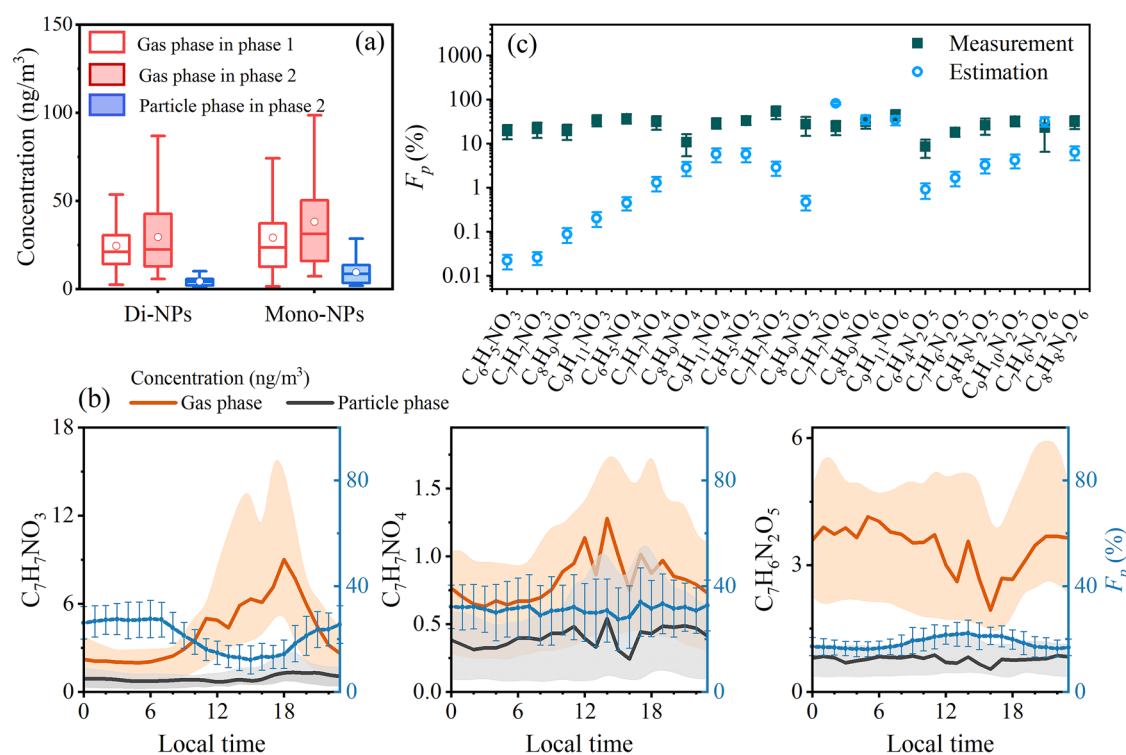 (a)
Concentration (ng/m³)
150
100
50
0
Gas phase in phase 1
Gas phase in phase 2
Particle phase in phase 2
Di-NPs Mono-NPs
(c)
Fₚ (%)
1000
100
10
1
0.1
0.01
Measurement
Estimation
C₆H₅NO₃
C₇H₇NO₃
C₈H₉NO₃
C₉H₁₁NO₃
C₆H₅NO₄
C₇H₇NO₄
C₈H₉NO₄
C₉H₁₁NO₄
C₆H₅NO₅
C₇H₇NO₅
C₈H₉NO₅
C₇H₇NO₆
C₈H₉NO₆
C₉H₁₁NO₆
C₆H₄N₂O₅
C₇H₆N₂O₅
C₈H₈N₂O₅
C₉H₁₀N₂O₅
C₇H₆N₂O₆
C₈H₈N₂O₆
(b)
Concentration (ng/m³)
Gas phase Particle phase
C₇H₇NO₃
18
15
12
9
6
3
0
80
40
0
0 6 12 18
Local time
C₇H₇NO₄
1.5
1.0
0.5
0.0
80
40
0
0 6 12 18
Local time
C₇H₆N₂O₅
6
3
0
80
40
0
Fₚ (%)
0 6 12 18
Local time